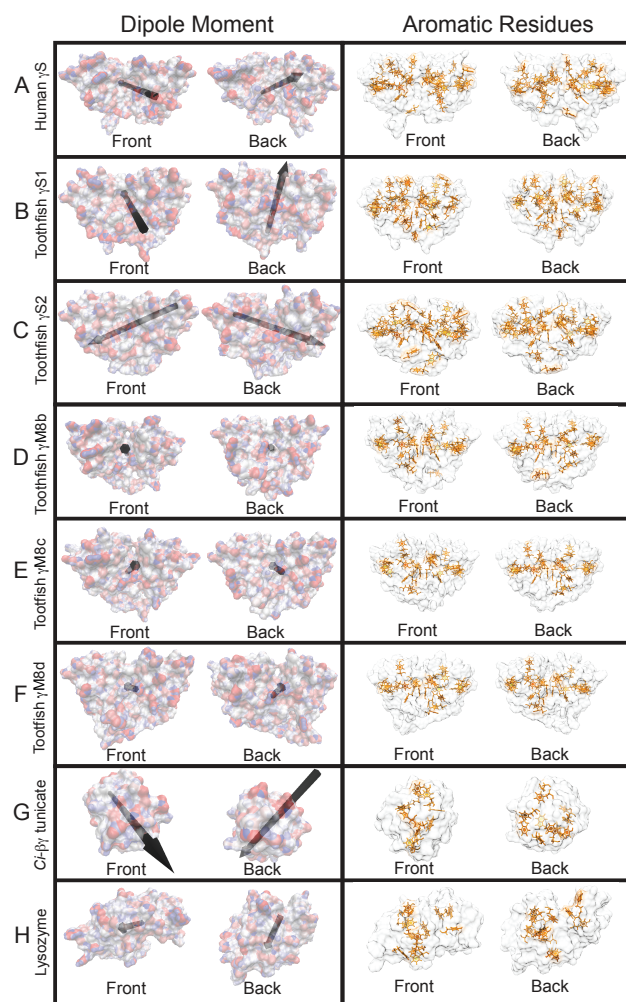 Dipole Moment Aromatic Residues
A Human γS
Front Back Front Back
B Toothfish γS1
Front Back Front Back
C Toothfish γS2
Front Back Front Back
D Toothfish γM8b
Front Back Front Back
E Tootfish γM8c
Front Back Front Back
F Tootfish γM8d
Front Back Front Back
G Ci-βγ tunicate
Front Back Front Back
H Lysozyme
Front Back Front Back